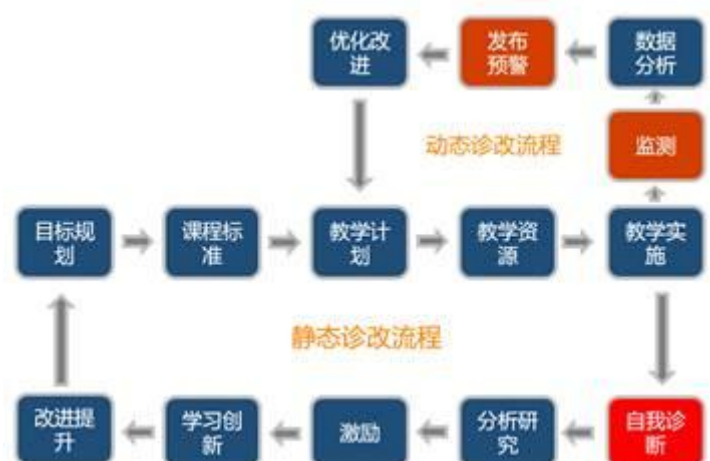 优化改
进
发布
预警
数据
分析
动态诊改流程
监测
目标规
划
课程标
准
教学计
划
教学资
源
教学实
施
静态诊改流程
改进提
升
学习创
新
激励
分析研
究
自我诊
断